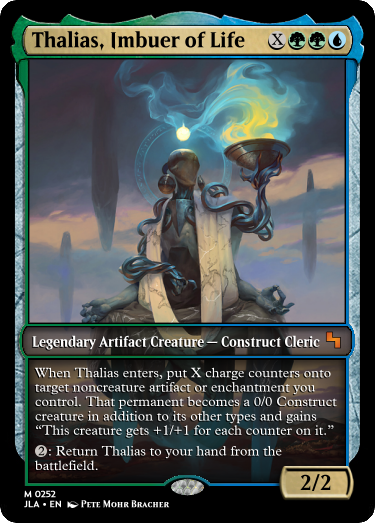 Thalias, Imbuer of Life X
Legendary Artifact Creature — Construct Cleric
When Thalias enters, put X charge counters onto
target noncreature artifact or enchantment you
control. That permanent becomes a 0/0 Construct
creature in addition to its other types and gains
“This creature gets +1/+1 for each counter on it.”
2: Return Thalias to your hand from the
battlefield.
2/2
M 0252
JLA • EN Pete Mohr Bracher